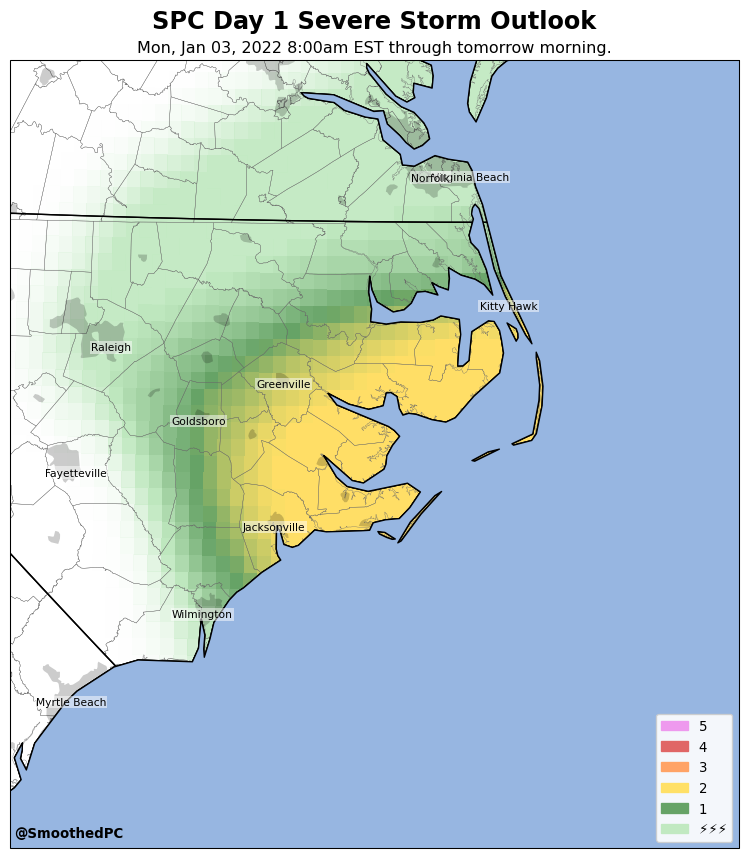 SPC Day 1 Severe Storm Outlook
Mon, Jan 03, 2022 8:00am EST through tomorrow morning.
Norfolk
Virginia Beach
Kitty Hawk
Raleigh
Greenville
Goldsboro
Fayetteville
Jacksonville
Wilmington
Myrtle Beach
5
4
3
2
1
⚡⚡⚡
@SmoothedPC